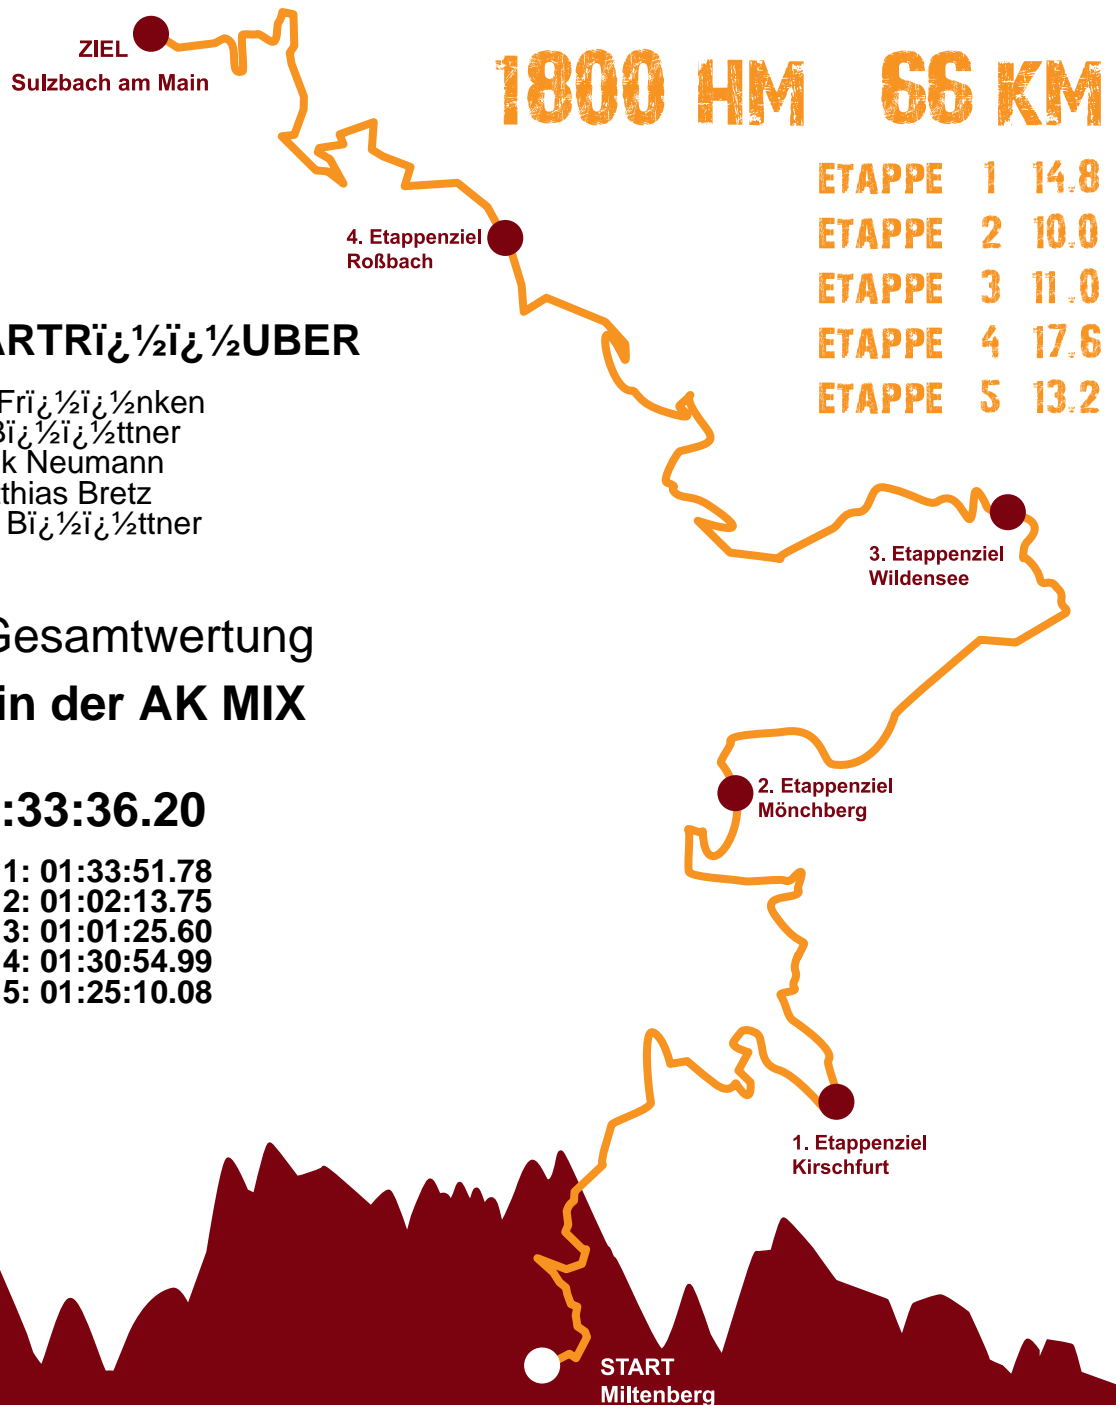 ZIEL
Sulzbach am Main
1800 HM 66 KM
ETAPPE 1 14.8
ETAPPE 2 10.0
ETAPPE 3 11.0
ETAPPE 4 17.6
ETAPPE 5 13.2
4. Etappenziel
Roßbach
ARTRï¿½ï¿½UBER
Frï¿½ï¿½nken
Bï¿½ï¿½ttner
k Neumann
tthias Bretz
Bï¿½ï¿½ttner
3. Etappenziel
Wildensee
Gesamtwertung
in der AK MIX
2. Etappenziel
Mönchberg
:33:36.20
1: 01:33:51.78
2: 01:02:13.75
3: 01:01:25.60
4: 01:30:54.99
5: 01:25:10.08
1. Etappenziel
Kirschfurt
START
Miltenberg